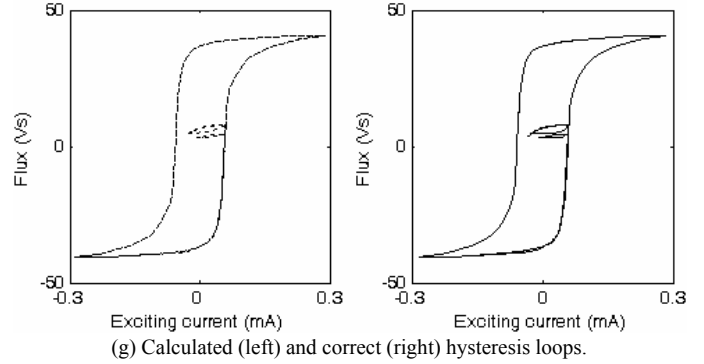 50
0
-50
Flux (Vs)
-0.3
0
0.3
Exciting current (mA)
50
0
-50
Flux (Vs)
-0.3
0
0.3
Exciting current (mA)
(g) Calculated (left) and correct (right) hysteresis loops.